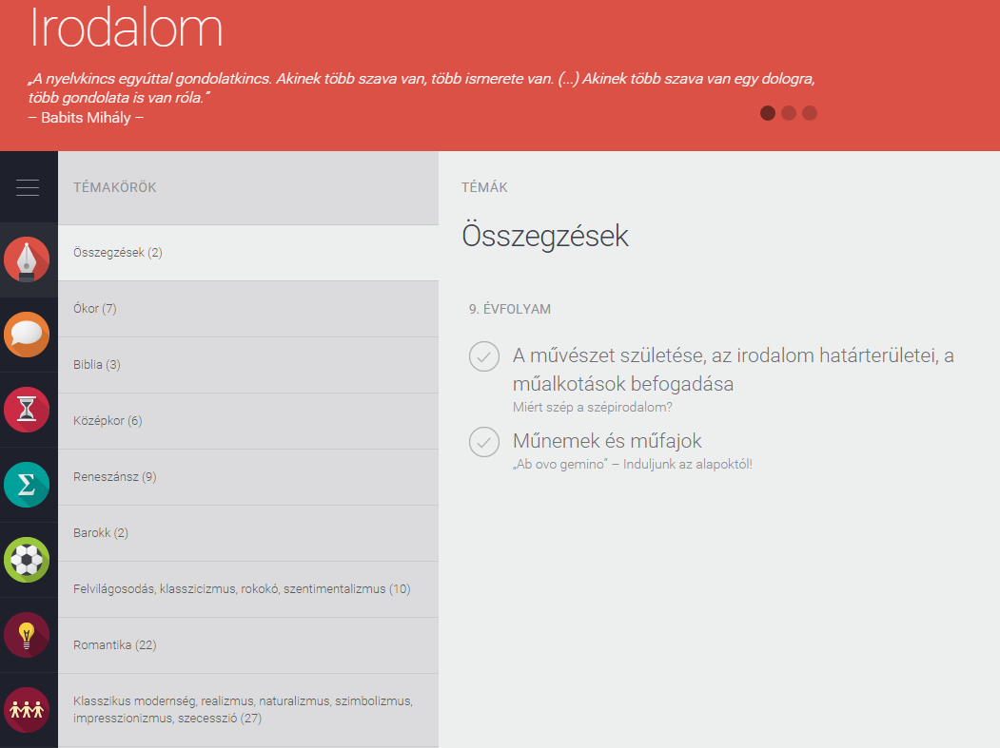 Irodalom
„A nyelvkincs egyúttal gondolatkincs. Akinek több szava van, több ismerete van. (...) Akinek több szava van egy dologra,
több gondolata is van róla.”
– Babits Mihály –
TÉMAKÖRÖK
Összegzések (2)
Ókor (7)
Biblia (3)
Középkor (6)
Reneszánsz (9)
Barokk (2)
Felvilágosodás, klasszicizmus, rokokó, szentimentalizmus (10)
Romantika (22)
Klasszikus modernség, realizmus, naturalizmus, szimbolizmus,
impresszionizmus, szecesszió (27)
TÉMÁK
Összegzések
9. ÉVFOLYAM
A művészet születése, az irodalom határterületei, a
műalkotások befogadása
Miért szép a szépirodalom?
Műnemek és műfajok
„Ab ovo gemino” – Induljunk az alapoktól!